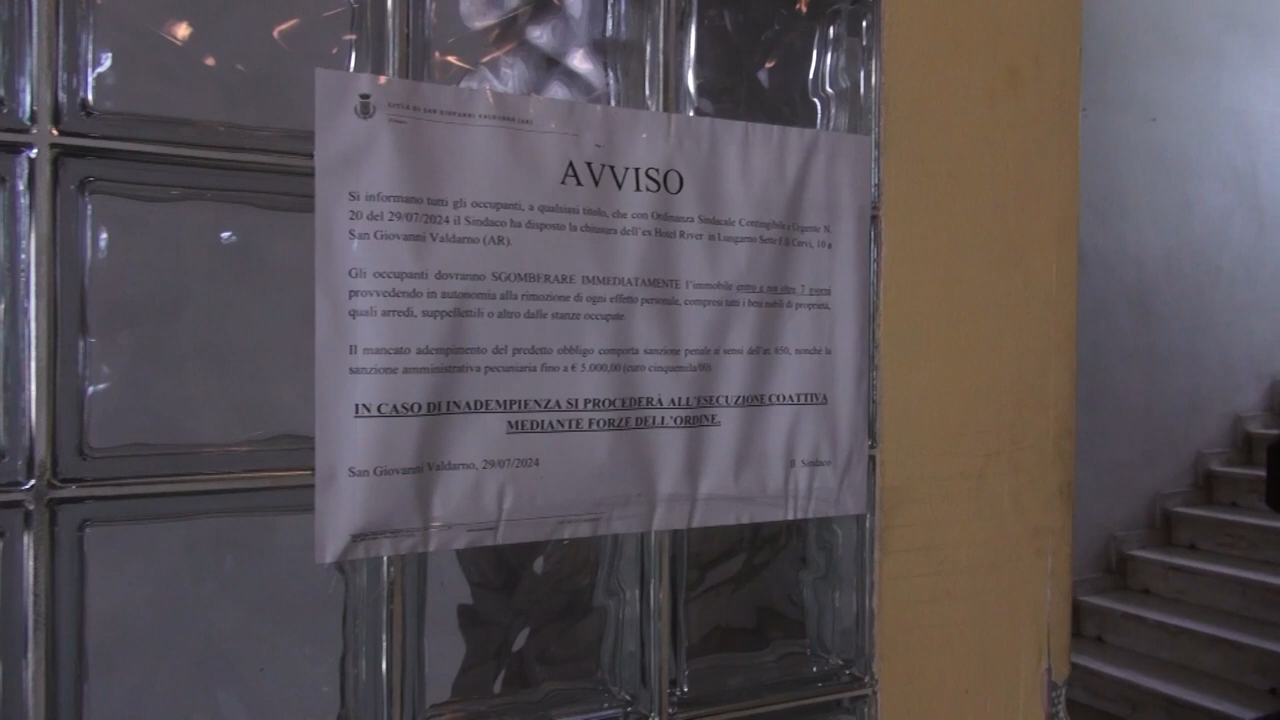 CITTÀ DI SAN GIOVANNI VALDARNO (AR)
AVVISO
Si informano tutti gli occupanti, a qualsiasi titolo, che con Ordinanza Sindacale Contingibile e Urgente N.
20 del 29/07/2024 il Sindaco ha disposto la chiusura dell'ex Hotel River in Lungarno Sette F.lli Cervi, 10 a
San Giovanni Valdarno (AR).
Gli occupanti dovranno SGOMBERARE IMMEDIATAMENTE l'immobile entro e non oltre 7 giorni
provvedendo in autonomia alla rimozione di ogni effetto personale, compresi tutti i beni mobili di proprietà,
quali arredi, suppellettili o altro dalle stanze occupate.
Il mancato adempimento del predetto obbligo comporta sanzione penale ai sensi dell'art. 650, nonché la
sanzione amministrativa pecuniaria fino a € 5.000,00 (euro cinquemila/00)
IN CASO DI INADEMPIENZA SI PROCEDERÀ ALL'ESECUZIONE COATTIVA
MEDIANTE FORZE DELL'ORDINE.
San Giovanni Valdarno, 29/07/2024 Il Sindaco